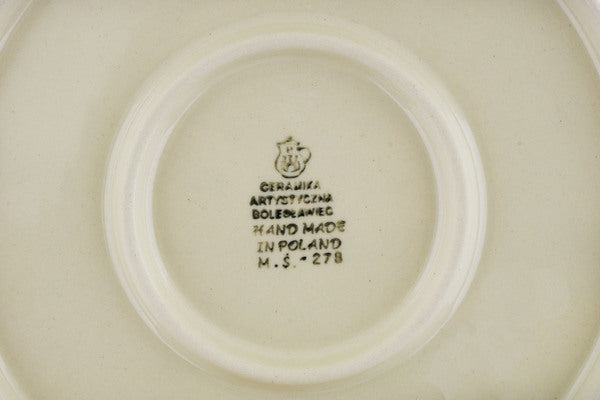 CERAMIKA
ARTYSTYCZNA
BOLESŁAWIEC
HAND MADE
IN POLAND
M.Ś.-278